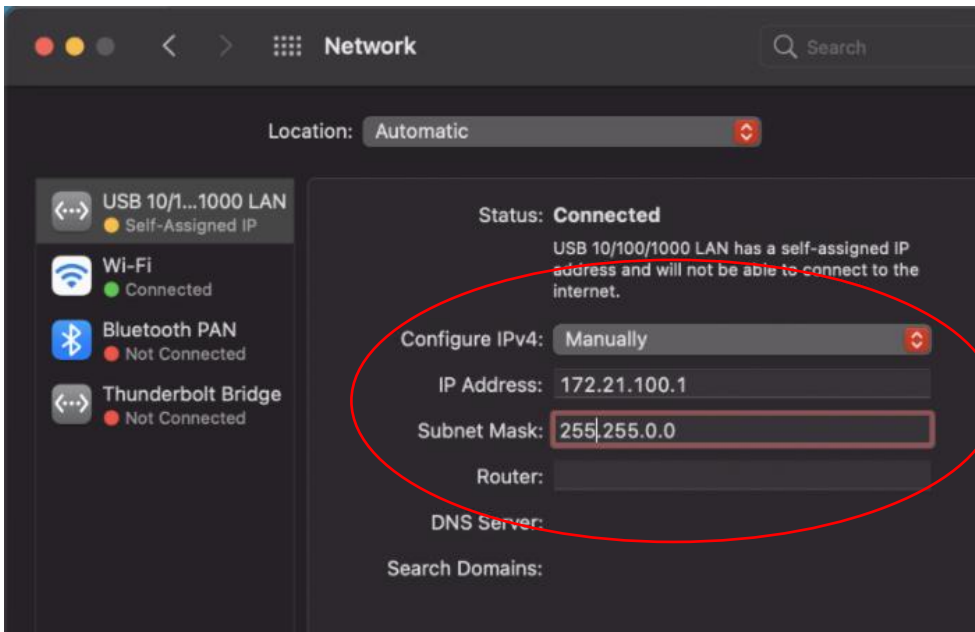 Network
Search
Location: Automatic
USB 10/1...1000 LAN
Self-Assigned IP
Wi-Fi
Connected
Bluetooth PAN
Not Connected
Thunderbolt Bridge
Not Connected
Status: Connected
USB 10/100/1000 LAN has a self-assigned IP
address and will not be able to connect to the
internet.
Configure IPv4: Manually
IP Address: 172.21.100.1
Subnet Mask: 255.255.0.0
Router:
DNS Server:
Search Domains: